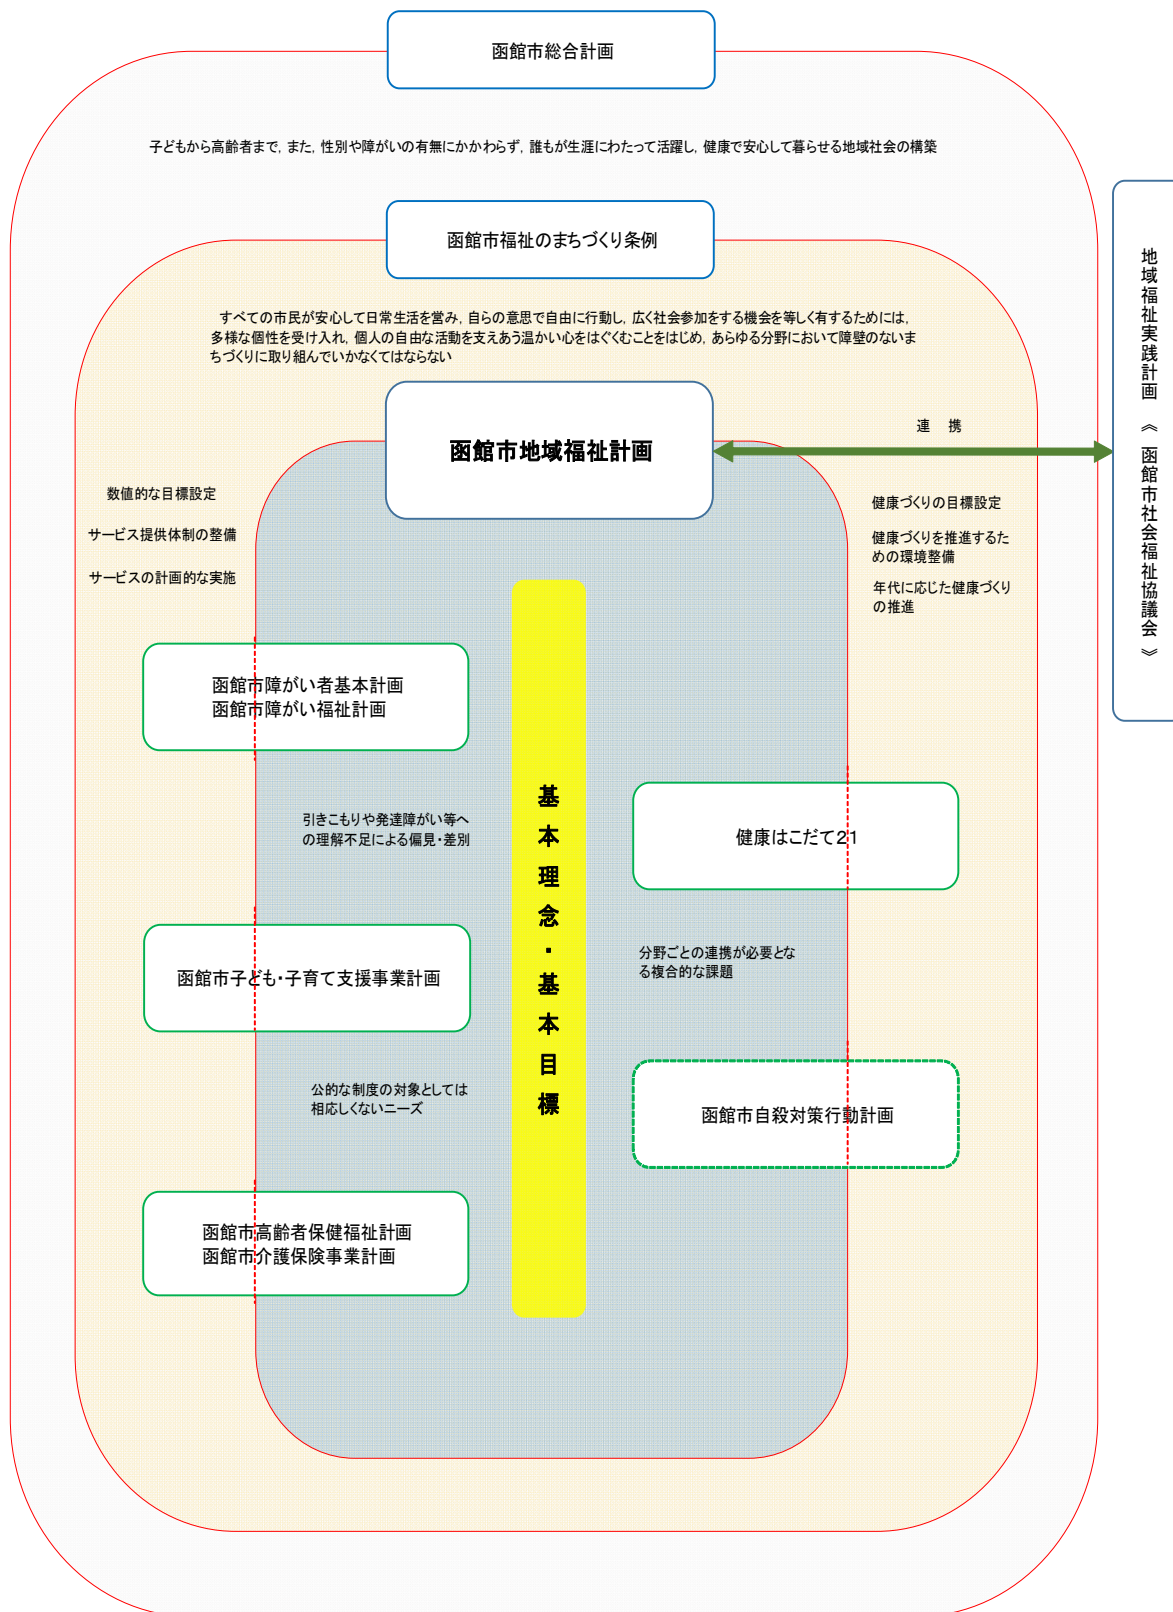 函館市総合計画
子どもから高齢者まで，また，性別や障がいの有無にかかわらず，誰もが生涯にわたって活躍し，健康で安心して暮らせる地域社会の構築
函館市福祉のまちづくり条例
すべての市民が安心して日常生活を営み，自らの意思で自由に行動し，広く社会参加をする機会を等しく有するためには，
多様な個性を受け入れ，個人の自由な活動を支えあう温かい心をはぐくむことをはじめ，あらゆる分野において障壁のないま
ちづくりに取り組んでいかなくてはならない
函館市地域福祉計画
連　携
地域福祉実践計画　《　函館市社会福祉協議会　》
数値的な目標設定
サービス提供体制の整備
サービスの計画的な実施
健康づくりの目標設定
健康づくりを推進するた
めの環境整備
年代に応じた健康づくり
の推進
函館市障がい者基本計画
函館市障がい福祉計画
引きこもりや発達障がい等へ
の理解不足による偏見・差別
函館市子ども・子育て支援事業計画
公的な制度の対象としては
相応しくないニーズ
函館市高齢者保健福祉計画
函館市介護保険事業計画
基本理念・基本目標
健康はこだて２１
分野ごとの連携が必要とな
る複合的な課題
函館市自殺対策行動計画